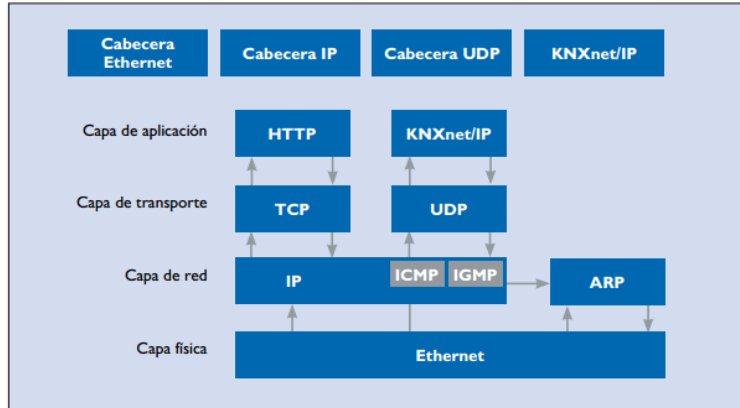 Cabecera
Ethernet
Cabecera IP
Cabecera UDP
KNXnet/IP
Capa de aplicación
HTTP
KNXnet/IP
Capa de transporte
TCP
UDP
Capa de red
IP
ICMP
IGMP
ARP
Capa física
Ethernet